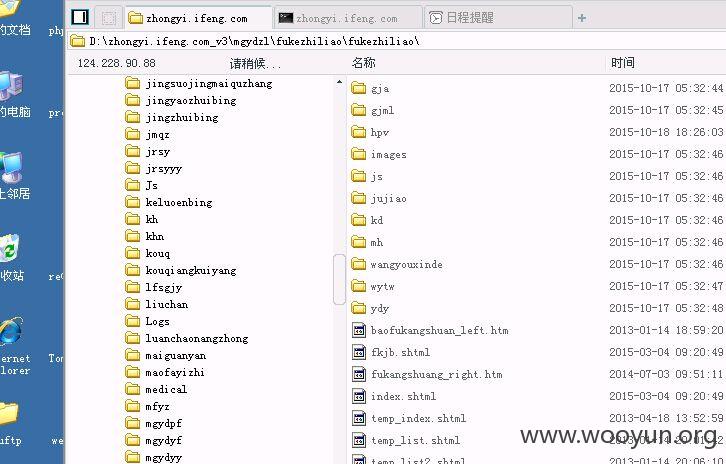 的文档
的电脑
上邻居
收站
ternet
plorer
uftp
php
pr
re
Tom
we
zhongyi.ifeng.com
zhongyi.ifeng.com
日程提醒
D:\zhongyi.ifeng.com_v3\mgydzl\fukezhiliao\fukezhiliao\
124.228.90.88 请稍候...
jingsuojingmaiquzhang
jingyaozhuibing
jingzhuibing
jmqz
jrsy
jrsyyy
Js
keluoenbing
kh
khn
kouq
kouqiangkuiyang
lfsgjy
liuchan
Logs
luanchaonangzhong
maiguanyan
maofayizhi
medical
mfyz
mgydpf
mgydyf
mgydyy
名称 时间
gja 2015-10-17 05:32:44
gjml 2015-10-17 05:32:45
hpv 2015-10-18 18:26:03
images 2015-10-17 05:32:46
js 2015-10-17 05:32:46
jujiao 2015-10-17 05:32:46
kd 2015-10-17 05:32:46
mh 2015-10-17 05:32:46
wangyouxinde 2015-10-17 05:32:46
wytw 2015-10-17 05:32:47
ydy 2015-10-17 05:32:48
baofukangshuan_left.htm 2013-01-14 18:59:20
fkjb.shtml 2015-03-04 09:20:49
fukangshuang_right.htm 2014-07-03 09:51:11
index.shtml 2015-03-04 09:20:49
temp_index.shtml 2013-04-18 13:52:59
temp_list.shtml
temp_list2.shtml
www.wooyun.org